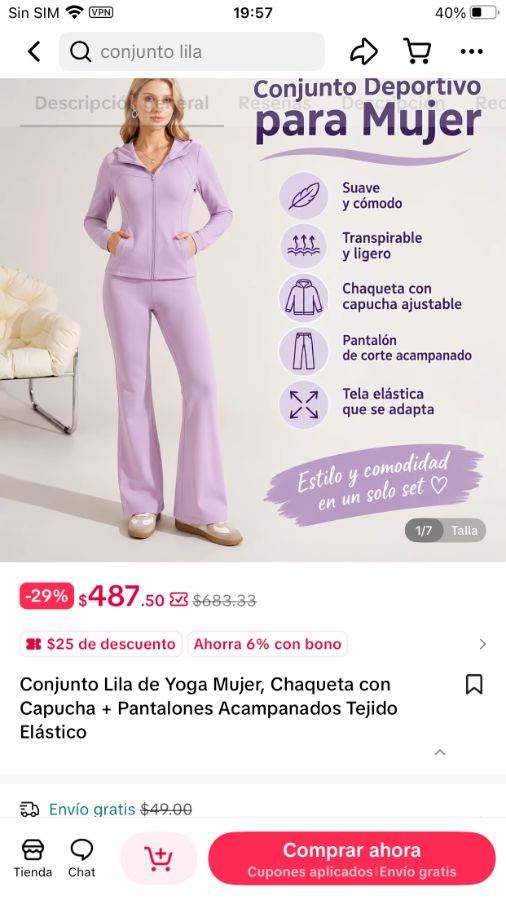 Sin SIM VPN 19:57 40%
conjunto lila
Descripción general Reseñas Descripción Rec
Conjunto Deportivo
para Mujer
Suave
y cómodo
Transpirable
y ligero
Chaqueta con
capucha ajustable
Pantalón
de corte acampanado
Tela elástica
que se adapta
Estilo y comodidad
en un solo set ♡
1/7 Talla
-29% $487.50 $683.33
$25 de descuento Ahorra 6% con bono
Conjunto Lila de Yoga Mujer, Chaqueta con
Capucha + Pantalones Acampanados Tejido
Elástico
Envío gratis $49.00
Tienda Chat
Comprar ahora
Cupones aplicados | Envío gratis